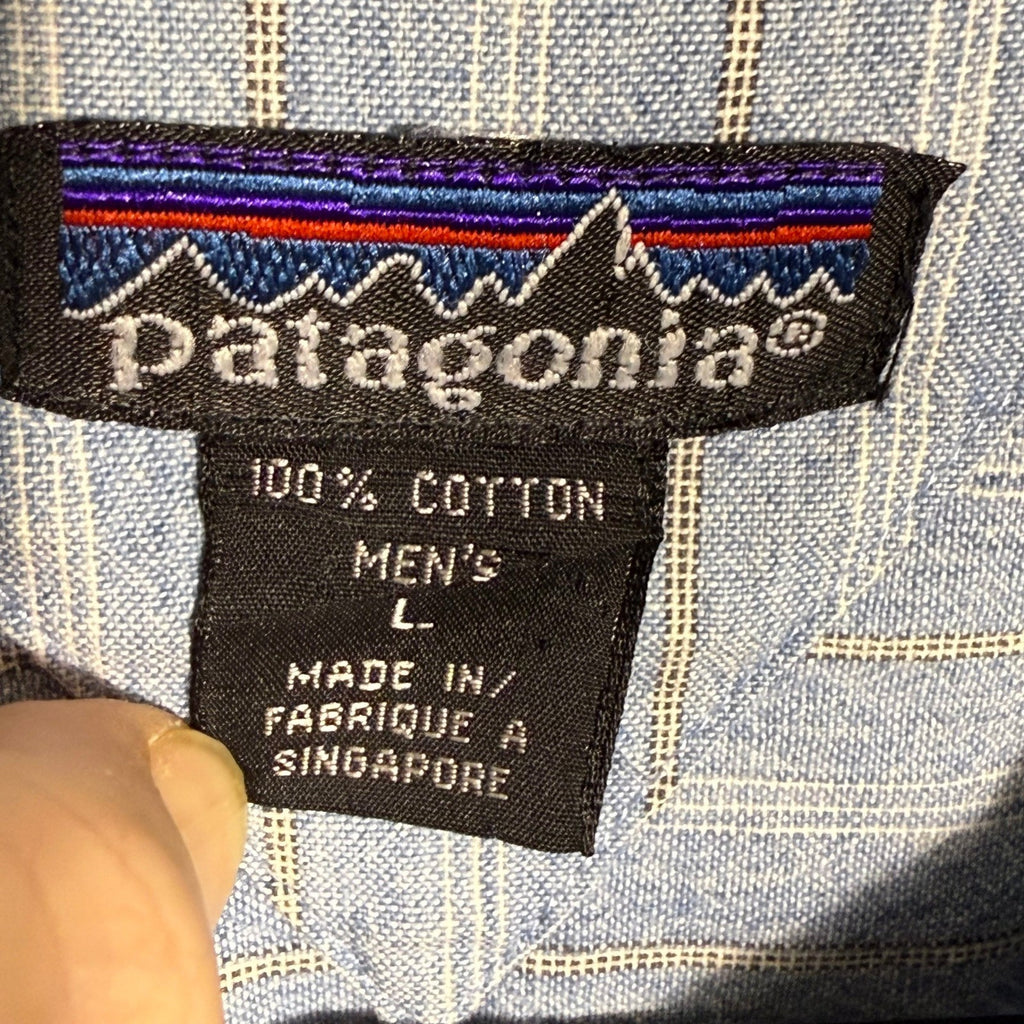 patagonia®
100% COTTON
MEN'S
L
MADE IN/
FABRIQUE A
SINGAPORE